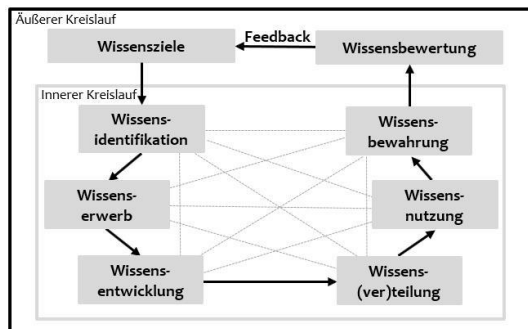 Äußerer Kreislauf
Wissensziele
Feedback
Wissensbewertung
Innerer Kreislauf
Wissens-
identifikation
Wissens-
bewahrung
Wissens-
erwerb
Wissens-
nutzung
Wissens-
entwicklung
Wissens-
(ver)teilung